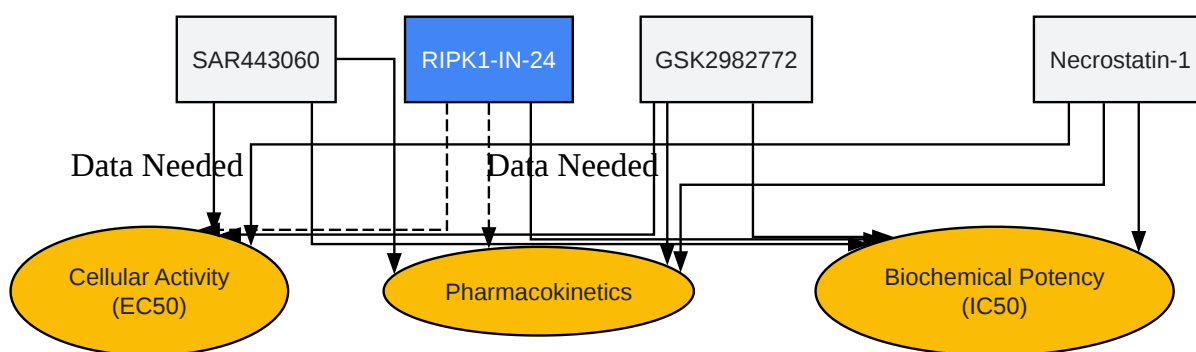 SAR443060
RIPK1-IN-24
GSK2982772
Necrostatin-1
Data Needed
Data Needed
Cellular Activity
(EC50)
Pharmacokinetics
Biochemical Potency
(IC50)